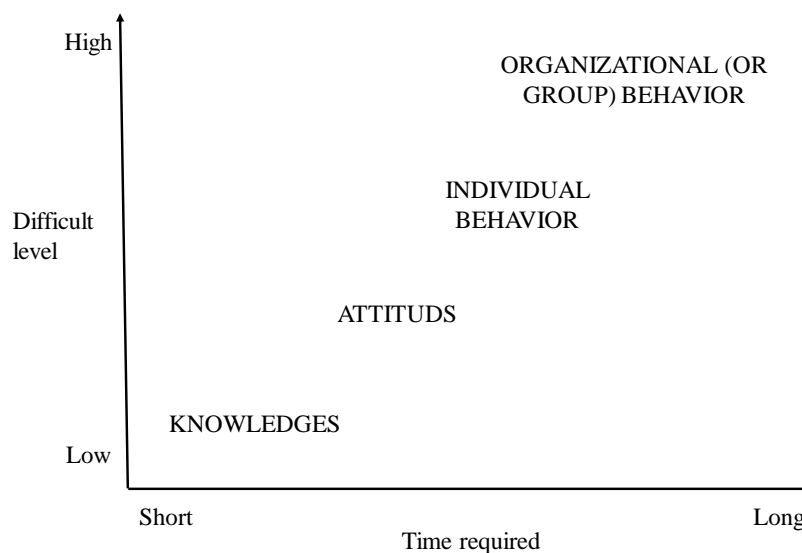 High
ORGANIZATIONAL (OR
GROUP) BEHAVIOR
INDIVIDUAL
BEHAVIOR
Difficult
level
ATTITUDS
KNOWLEDGES
Low
Short
Long
Time required